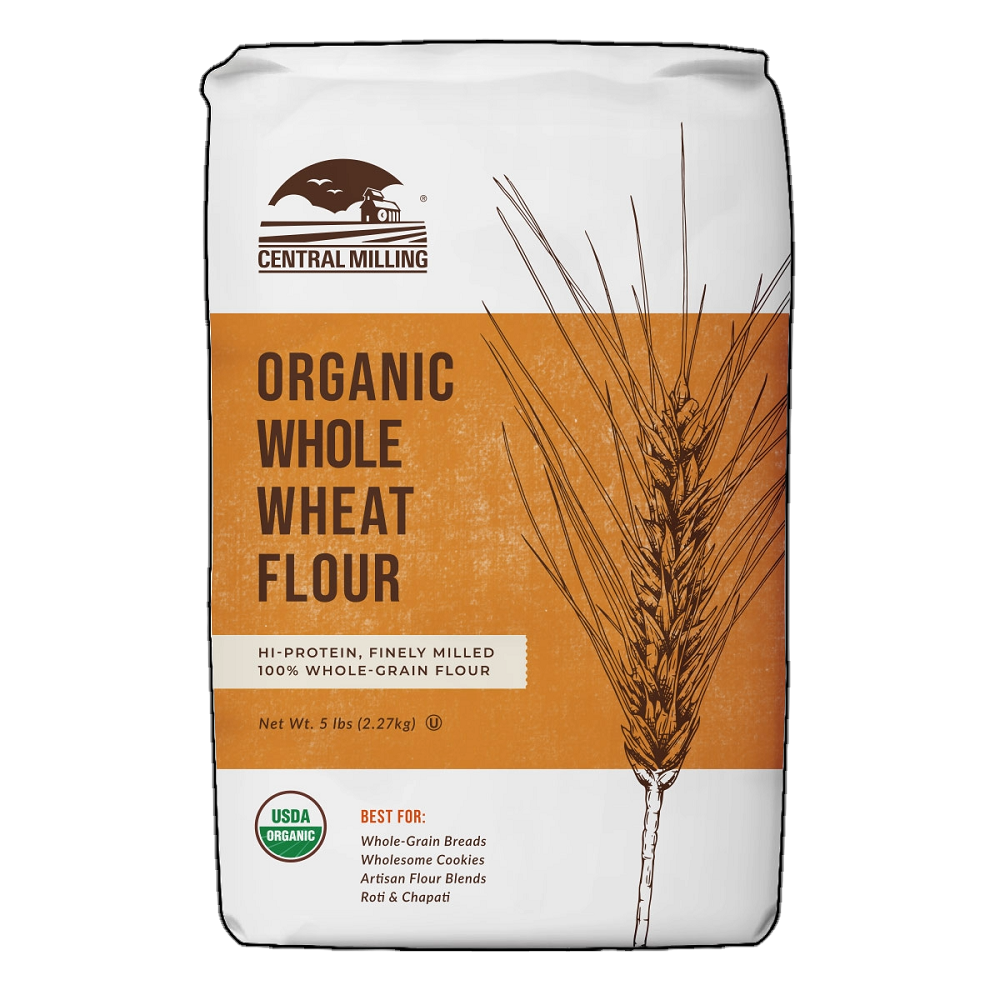 ®
CENTRAL MILLING
ORGANIC
WHOLE
WHEAT
FLOUR
HI-PROTEIN, FINELY MILLED
100% WHOLE-GRAIN FLOUR
Net Wt. 5 lbs (2.27kg) Ⓤ
USDA
ORGANIC
BEST FOR:
Whole-Grain Breads
Wholesome Cookies
Artisan Flour Blends
Roti & Chapati